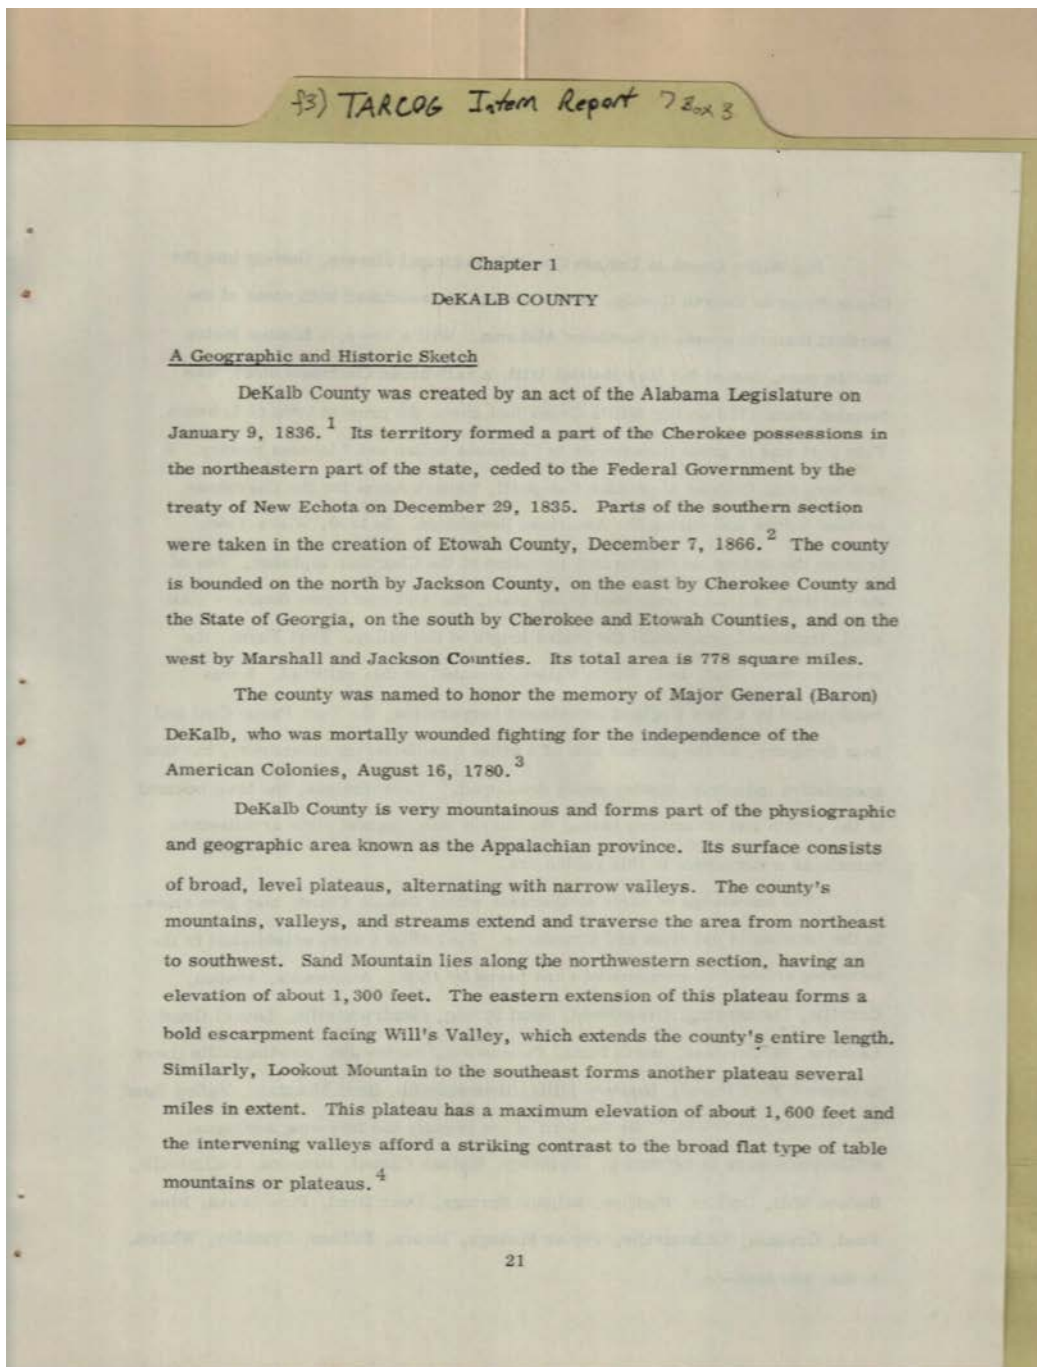 f3) TARCOG Intern Report 7 Box 3
Chapter 1
DeKALB COUNTY
A Geographic and Historic Sketch
DeKalb County was created by an act of the Alabama Legislature on
January 9, 1836.1 Its territory formed a part of the Cherokee possessions in
the northeastern part of the state, ceded to the Federal Government by the
treaty of New Echota on December 29, 1835. Parts of the southern section
were taken in the creation of Etowah County, December 7, 1866.2 The county
is bounded on the north by Jackson County, on the east by Cherokee County and
the State of Georgia, on the south by Cherokee and Etowah Counties, and on the
west by Marshall and Jackson Counties. Its total area is 778 square miles.
The county was named to honor the memory of Major General (Baron)
DeKalb, who was mortally wounded fighting for the independence of the
American Colonies, August 16, 1780.3
DeKalb County is very mountainous and forms part of the physiographic
and geographic area known as the Appalachian province. Its surface consists
of broad, level plateaus, alternating with narrow valleys. The county's
mountains, valleys, and streams extend and traverse the area from northeast
to southwest. Sand Mountain lies along the northwestern section, having an
elevation of about 1,300 feet. The eastern extension of this plateau forms a
bold escarpment facing Will's Valley, which extends the county's entire length.
Similarly, Lookout Mountain to the southeast forms another plateau several
miles in extent. This plateau has a maximum elevation of about 1,600 feet and
the intervening valleys afford a striking contrast to the broad flat type of table
mountains or plateaus.4
21